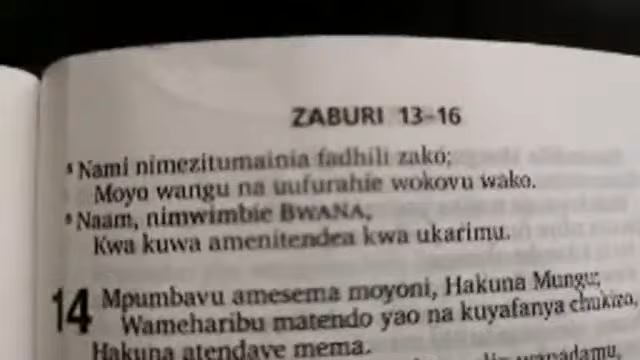 ZABURI 13-16
5 Nami nimezitumainia fadhili zako;
Moyo wangu na uufurahie wokovu wako.
6 Naam, nimwimbie BWANA,
Kwa kuwa amenitendea kwa ukarimu.
14 Mpumbavu amesema moyoni, Hakuna Mungu;
Wameharibu matendo yao na kuyafanya chukizo,
Hakuna atendaye mema.
wanadamu,